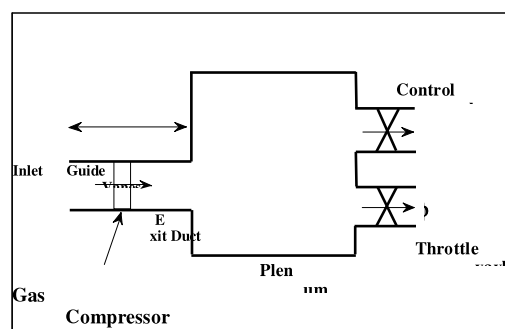 Control
Inlet Guide
E
xit Duct
Throttle
Plen
um
Gas
Compressor